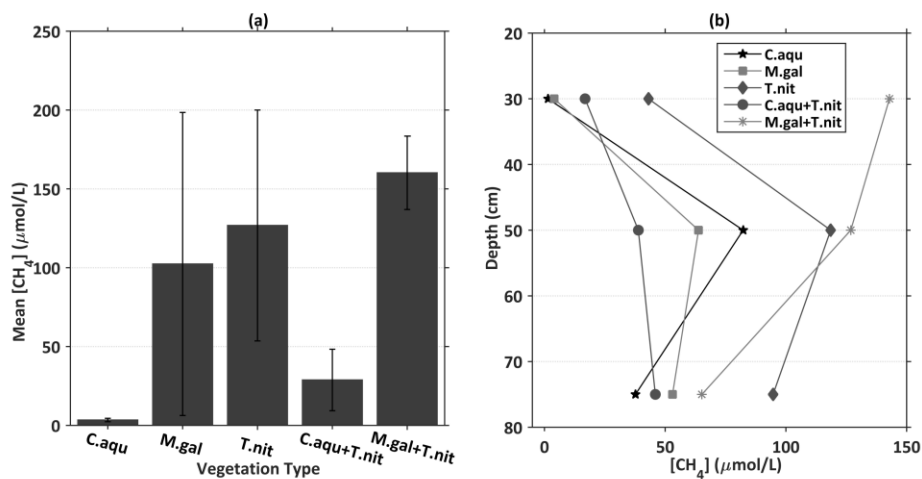 (a)
250
200
150
100
50
0
Mean [CH4] (μmol/L)
C.aqu
M.gal
T.nit
C.aqu+T.nit
M.gal+T.nit
Vegetation Type
(b)
20
30
40
50
60
70
80
Depth (cm)
C.aqu
M.gal
T.nit
C.aqu+T.nit
M.gal+T.nit
0 50 100 150
[CH4] (μmol/L)